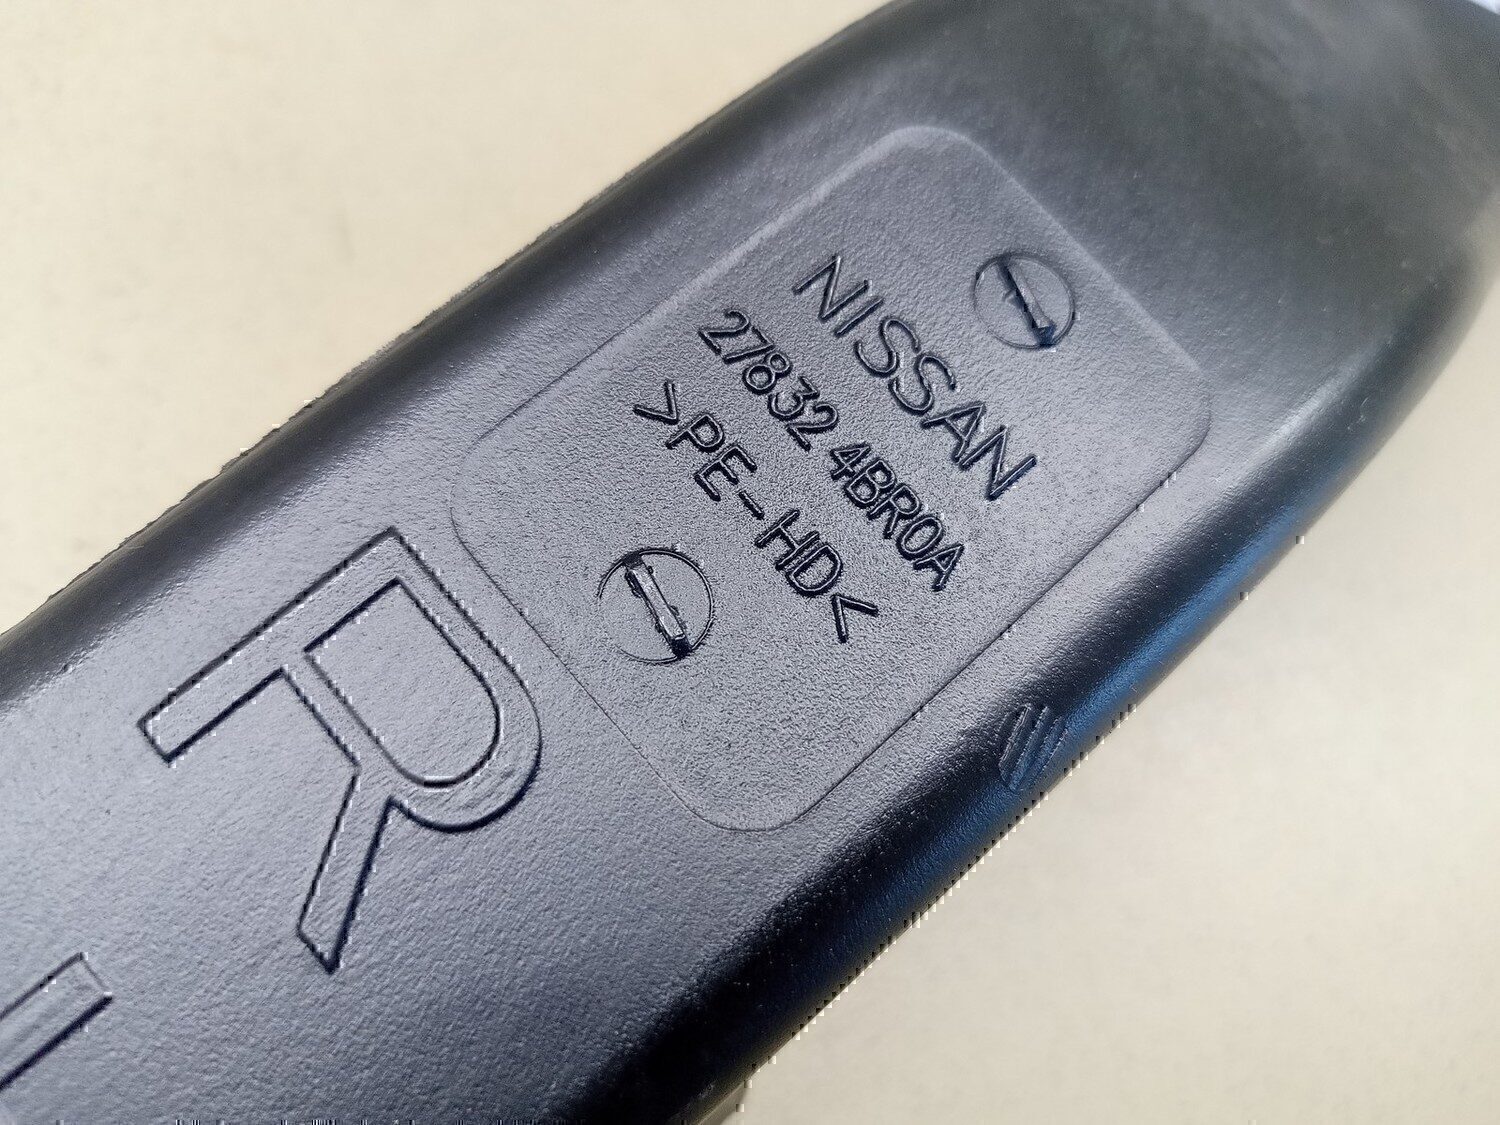 NISSAN
27832 4BR0A
>PE-HD<
R